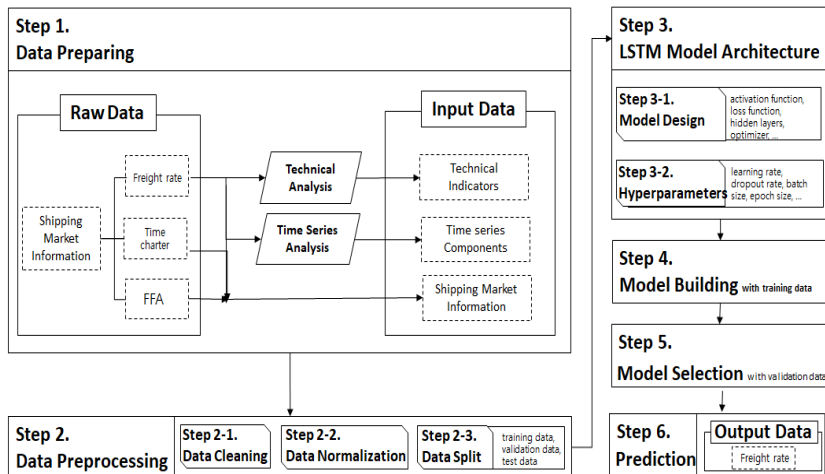 Step 1.
Data Preparing
Raw Data
Input Data
Shipping
Market
Information
Freight rate
Time
charter
FFA
Technical
Analysis
Time Series
Analysis
Technical
Indicators
Time series
Components
Shipping Market
Information
Step 2.
Data Preprocessing
Step 2-1.
Data Cleaning
Step 2-2.
Data Normalization
Step 2-3.
Data Split
training data,
validation data,
test data
Step 3.
LSTM Model Architecture
Step 3-1.
Model Design
activation function,
loss function,
hidden layers,
optimizer, ...
Step 3-2.
Hyperparameters
learning rate,
dropout rate, batch
size, epoch size, ...
Step 4.
Model Building with training data
Step 5.
Model Selection with validation data
Step 6.
Prediction
Output Data
Freight rate